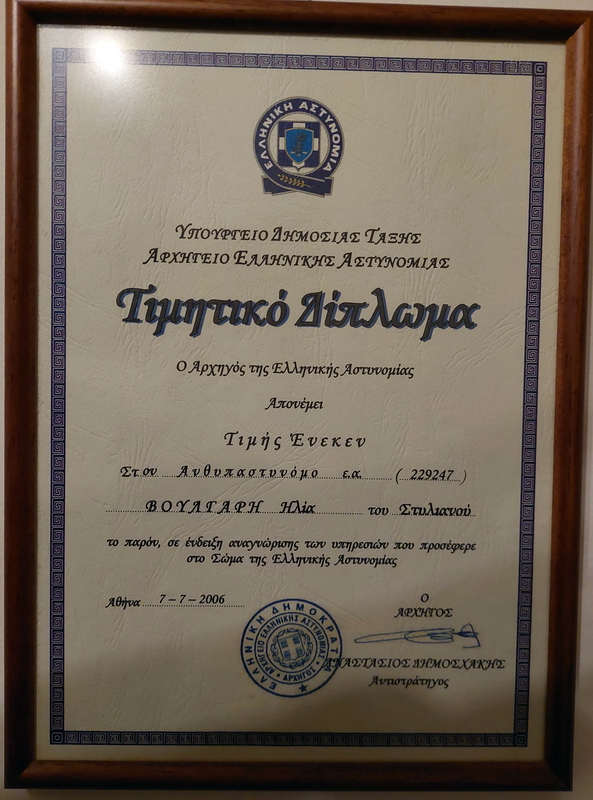 ΕΛΛΗΝΙΚΗ ΑΣΤΥΝΟΜΙΑ
ΥΠΟΥΡΓΕΙΟ ΔΗΜΟΣΙΑΣ ΤΑΞΗΣ
ΑΡΧΗΓΕΙΟ ΕΛΛΗΝΙΚΗΣ ΑΣΤΥΝΟΜΙΑΣ
Τιμητικό Δίπλωμα
Ο Αρχηγός της Ελληνικής Αστυνομίας
Απονέμει
Τιμής Ένεκεν
Στον Ανθυπαστυνόμο ε.α. ( 229247 )
ΒΟΥΛΓΑΡΗ Ηλία του Στυλιανού
το παρόν, σε ένδειξη αναγνώρισης των υπηρεσιών που προσέφερε
στο Σώμα της Ελληνικής Αστυνομίας
Αθήνα 7 – 7 – 2006
Ο
ΑΡΧΗΓΟΣ
ΕΛΛΗΝΙΚΗ ΔΗΜΟΚΡΑΤΙΑ
ΑΡΧΗΓΕΙΟ ΕΛΛΗΝΙΚΗΣ ΑΣΤΥΝΟΜΙΑΣ
ΑΡΧΗΓΟΣ
ΑΝΑΣΤΑΣΙΟΣ ΔΗΜΟΣΧΑΚΗΣ
Αντιστράτηγος